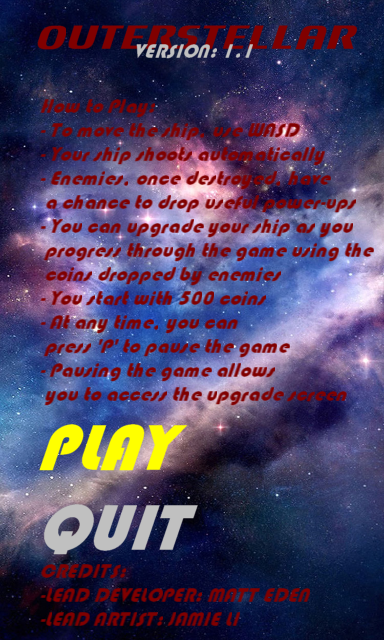 OUTERSTELLAR
VERSION: 1.1
How to Play:
- To move the ship, use WASD
- Your ship shoots automatically
- Enemies, once destroyed, have
a chance to drop useful power-ups
- You can upgrade your ship as you
progress through the game using the
coins dropped by enemies
- You start with 500 coins
- At any time, you can
press 'P' to pause the game
- Pausing the game allows
you to access the upgrade screen
PLAY
QUIT
CREDITS:
-LEAD DEVELOPER: MATT EDEN
-LEAD ARTIST: JAMIE LI